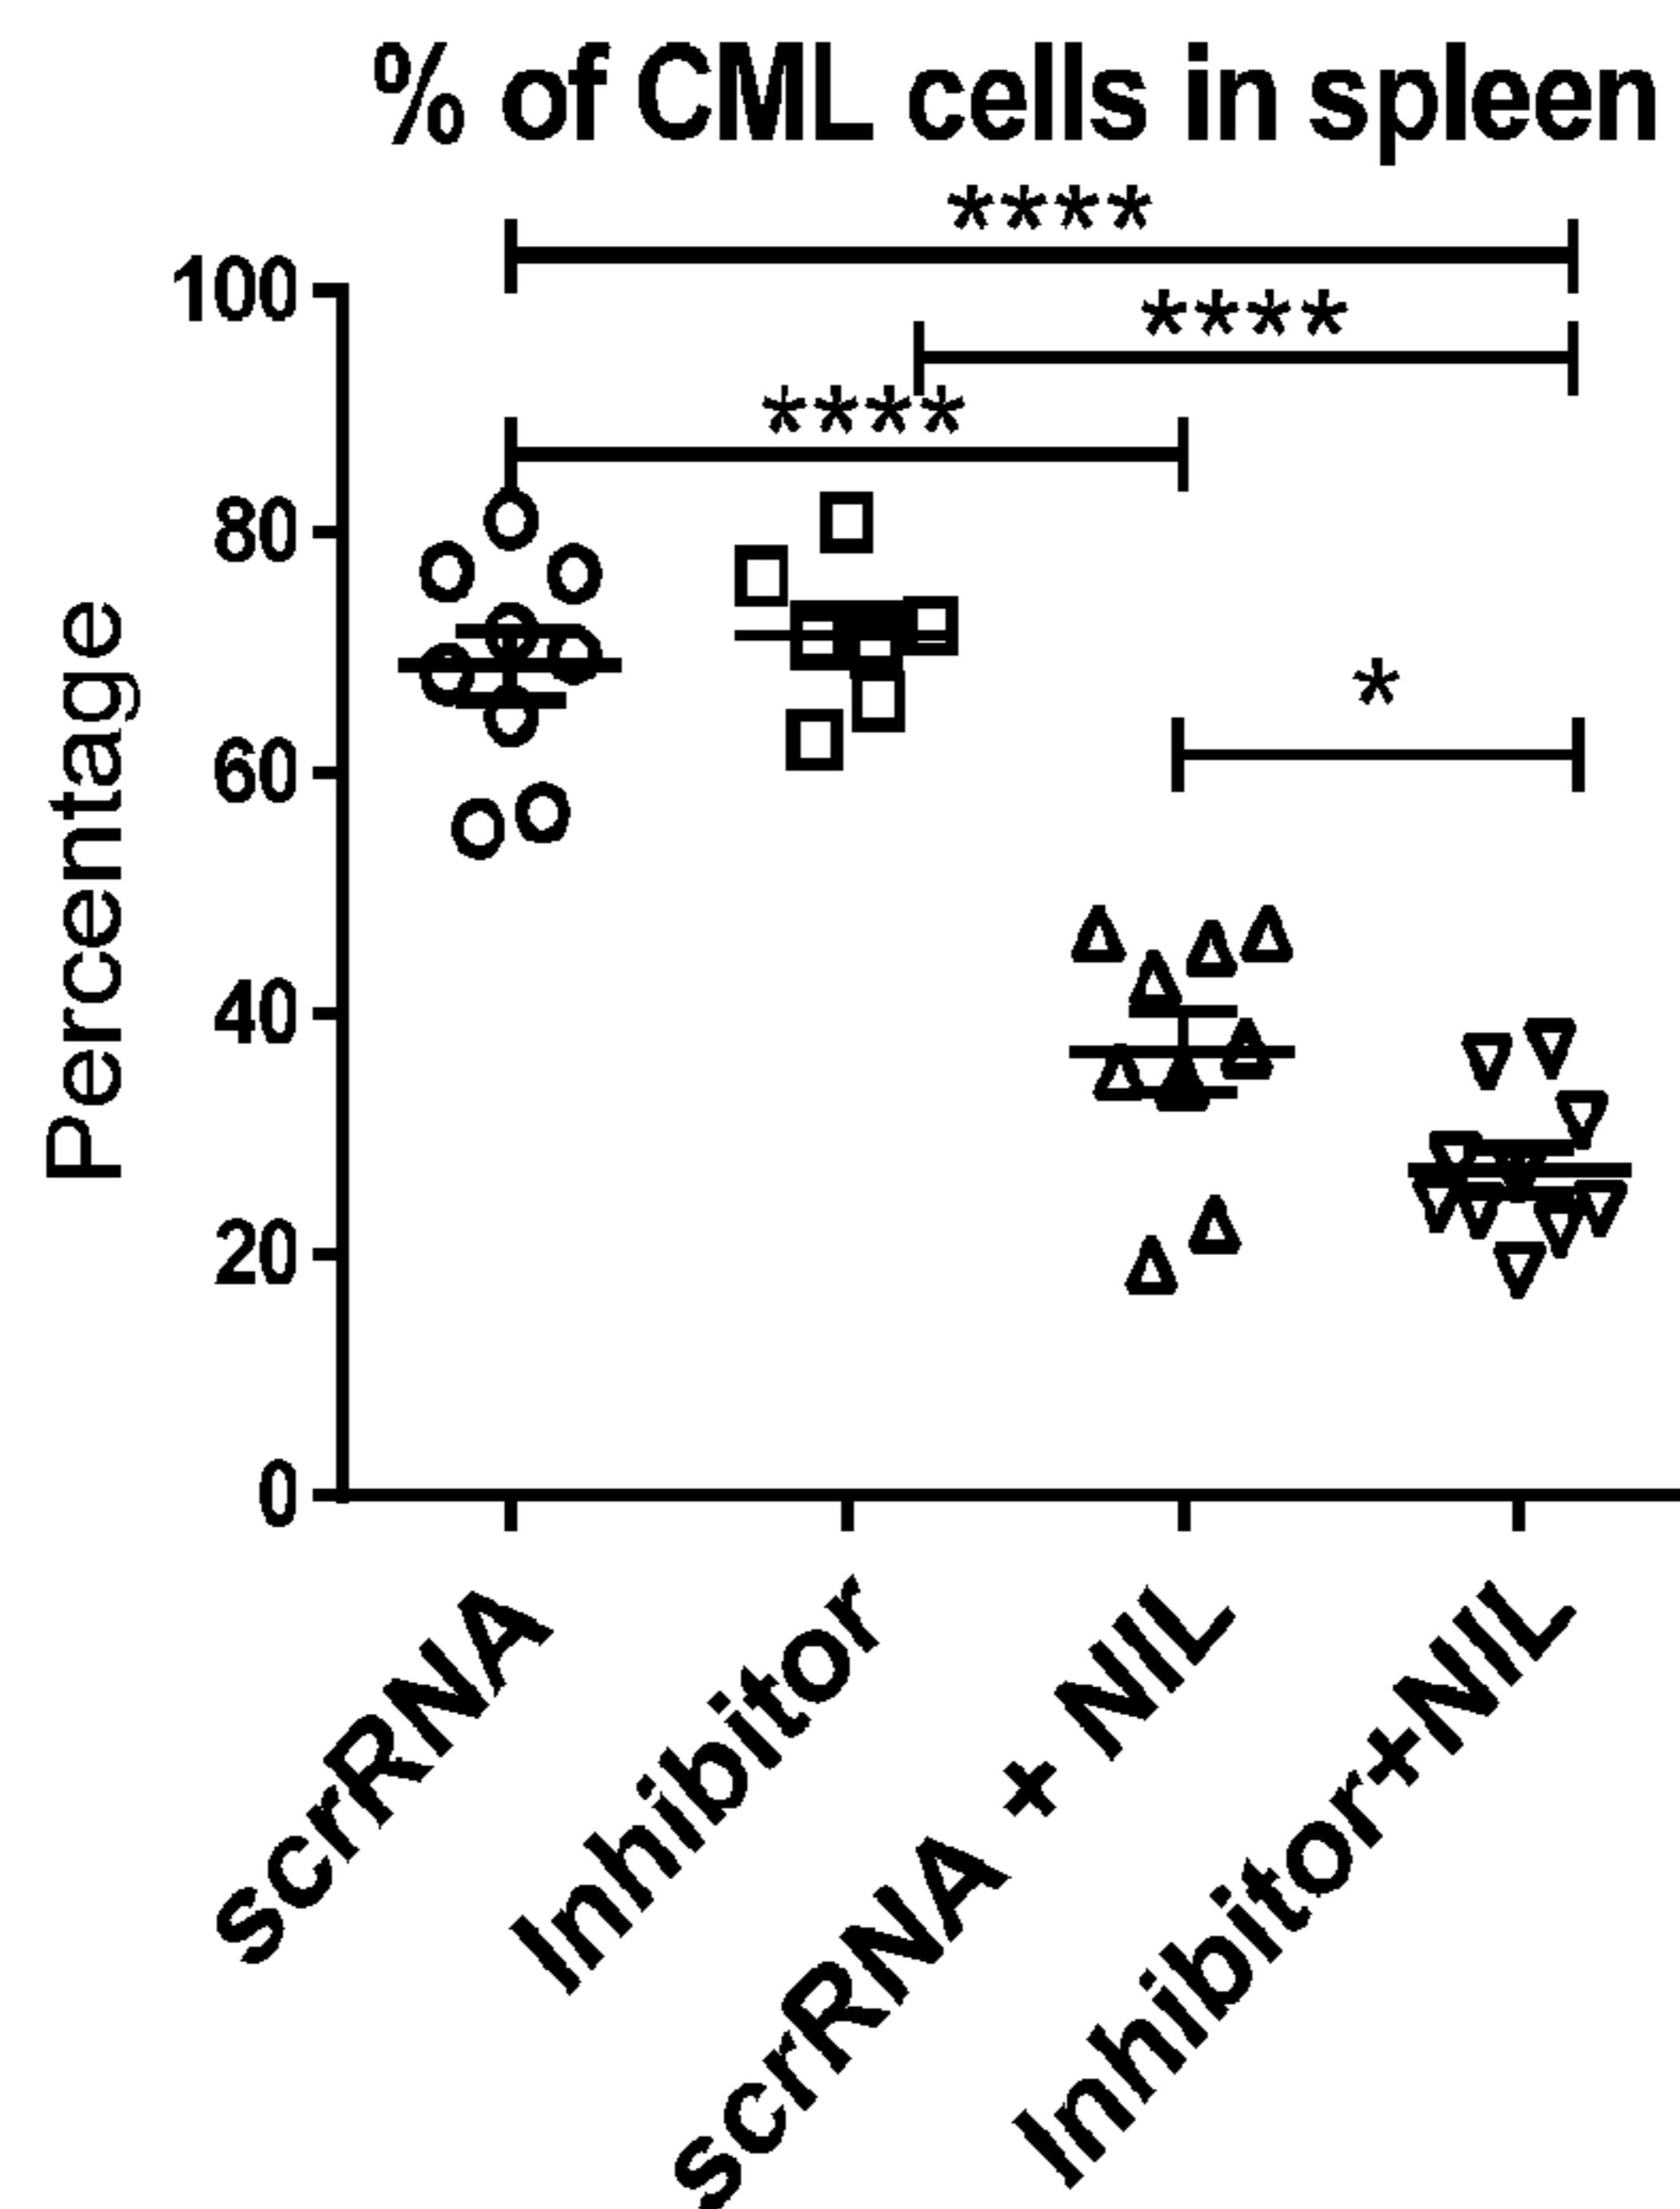 % of CML cells in spleen
****
****
****
*
Percentage
100
80
60
40
20
0
scrRNA
Inhibitor
scrRNA + NIL
Inhibitor+NIL